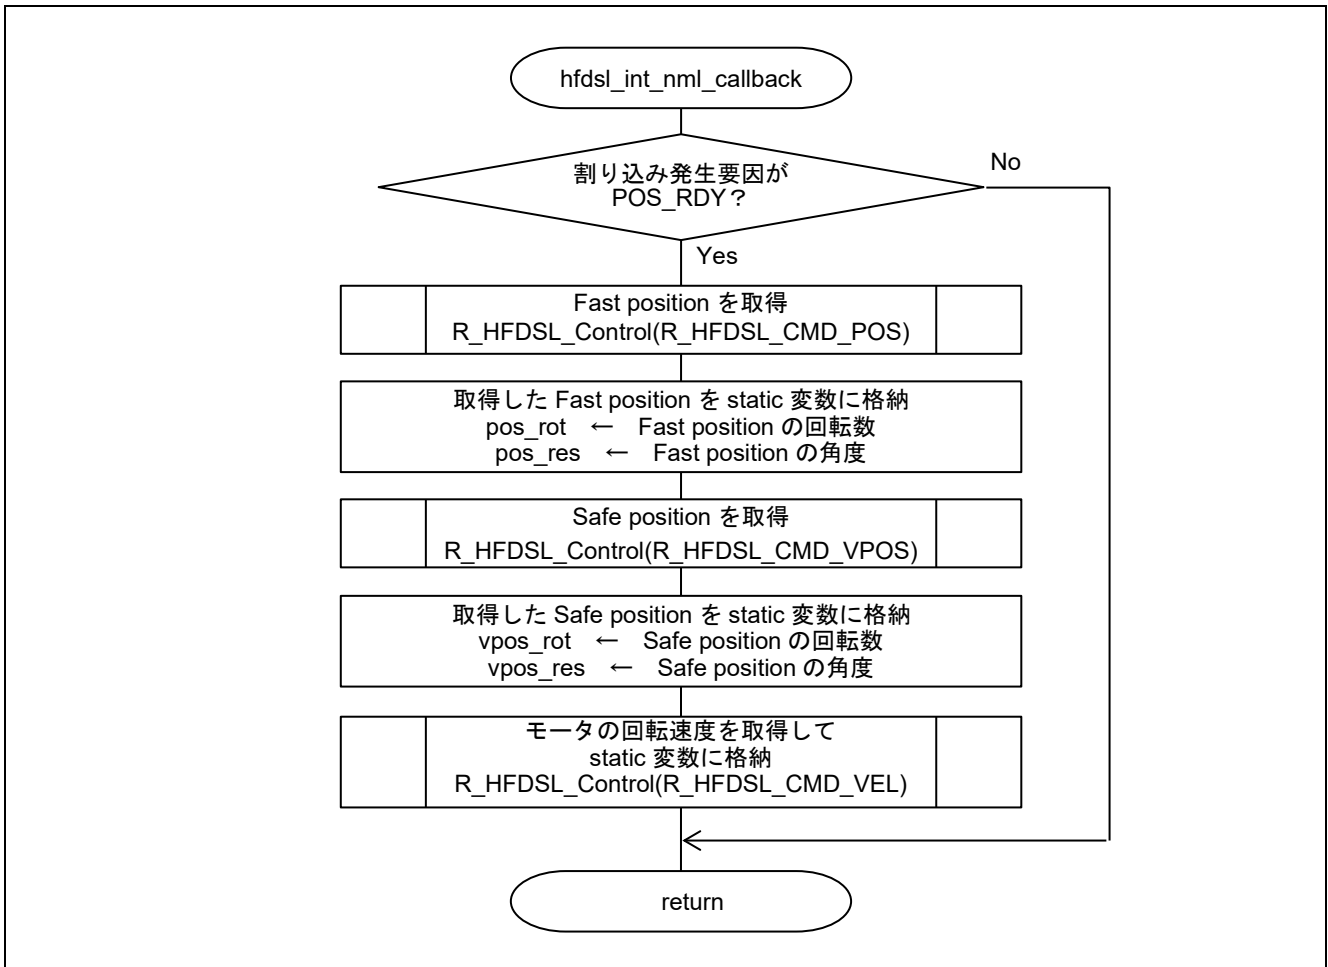 hfdsl_int_nml_callback
割り込み発生要因が
POS_RDY？
No
Yes
Fast position を取得
R_HFDSL_Control(R_HFDSL_CMD_POS)
取得した Fast position を static 変数に格納
pos_rot ← Fast position の回転数
pos_res ← Fast position の角度
Safe position を取得
R_HFDSL_Control(R_HFDSL_CMD_VPOS)
取得した Safe position を static 変数に格納
vpos_rot ← Safe position の回転数
vpos_res ← Safe position の角度
モータの回転速度を取得して
static 変数に格納
R_HFDSL_Control(R_HFDSL_CMD_VEL)
return